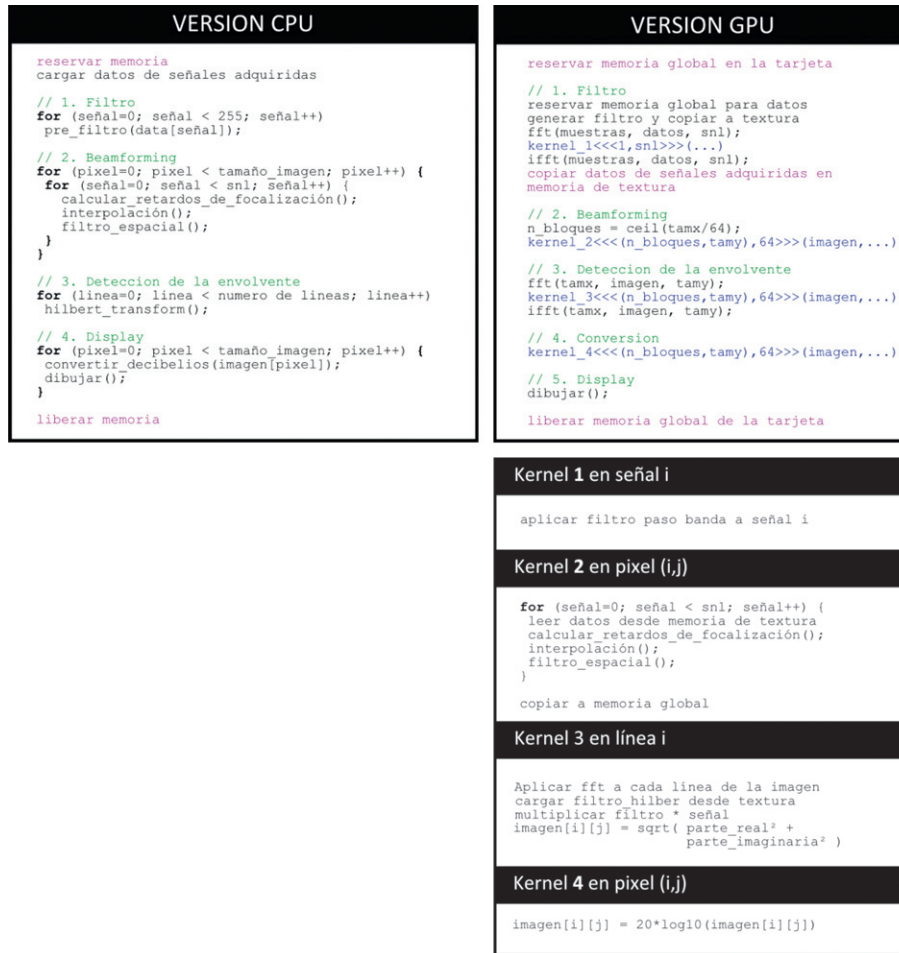 VERSION CPU
reservar memoria
cargar datos de señales adquiridas
// 1. Filtro
for (señal=0; señal < 255; señal++)
pre_filtro(data[señal]);
// 2. Beamforming
for (pixel=0; pixel < tamaño_imagen; pixel++) {
for (señal=0; señal < snl; señal++) {
calcular_retardos_de_focalización();
interpolación();
filtro_espacial();
}
}
// 3. Deteccion de la envolvente
for (linea=0; linea < numero de lineas; linea++)
hilbert_transform();
// 4. Display
for (pixel=0; pixel < tamaño_imagen; pixel++) {
convertir_decibelios(imagen[pixel]);
dibujar();
}
liberar memoria
VERSION GPU
reservar memoria global en la tarjeta
// 1. Filtro
reservar memoria global para datos
generar filtro y copiar a textura
fft(muestras, datos, snl);
kernel_1<<<1,snl>>>(...)
ifft(muestras, datos, snl);
copiar datos de señales adquiridas en
memoria de textura
// 2. Beamforming
n_bloques = ceil(tamx/64);
kernel_2<<<(n_bloques,tamy),64>>>(imagen,...)
// 3. Deteccion de la envolvente
fft(tamx, imagen, tamy);
kernel_3<<<(n_bloques,tamy),64>>>(imagen,...)
ifft(tamx, imagen, tamy);
// 4. Conversion
kernel_4<<<(n_bloques,tamy),64>>>(imagen,...)
// 5. Display
dibujar();
liberar memoria global de la tarjeta
Kernel 1 en señal i
aplicar filtro paso banda a señal i
Kernel 2 en pixel (i,j)
for (señal=0; señal < snl; señal++) {
leer datos desde memoria de textura
calcular_retardos_de_focalización();
interpolación();
filtro_espacial();
}
copiar a memoria global
Kernel 3 en línea i
Aplicar fft a cada línea de la imagen
cargar filtro_hilber desde textura
multiplicar filtro * señal
imagen[i][j] = sqrt( parte_real² +
parte_imaginaria² )
Kernel 4 en pixel (i,j)
imagen[i][j] = 20*log10(imagen[i][j])